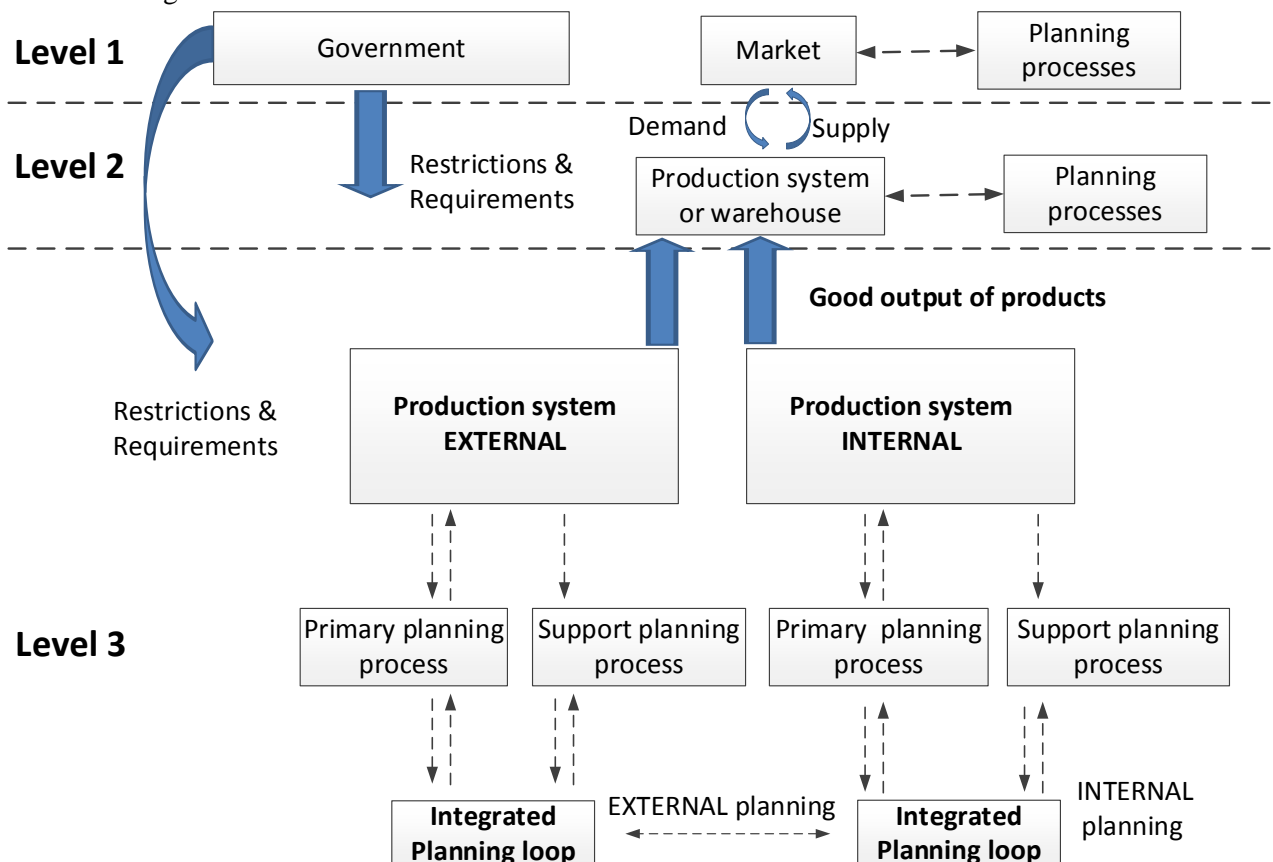 Level 1
Government
Market
Planning
processes
Demand
Supply
Level 2
Restrictions &
Requirements
Production system
or warehouse
Planning
processes
Good output of products
Restrictions &
Requirements
Production system
EXTERNAL
Production system
INTERNAL
Level 3
Primary planning
process
Support planning
process
Primary planning
process
Support planning
process
Integrated
Planning loop
EXTERNAL planning
Integrated
Planning loop
INTERNAL
planning